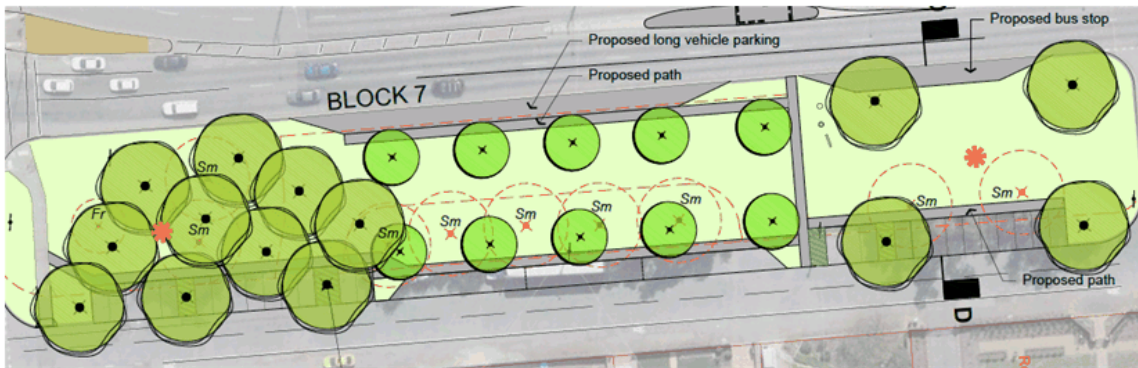 Proposed bus stop
Proposed long vehicle parking
Proposed path
BLOCK 7
Sm
Fr
Sm
Sm
Sm
Sm
Sm
Sm
Sm
Sm
Proposed path
D
R